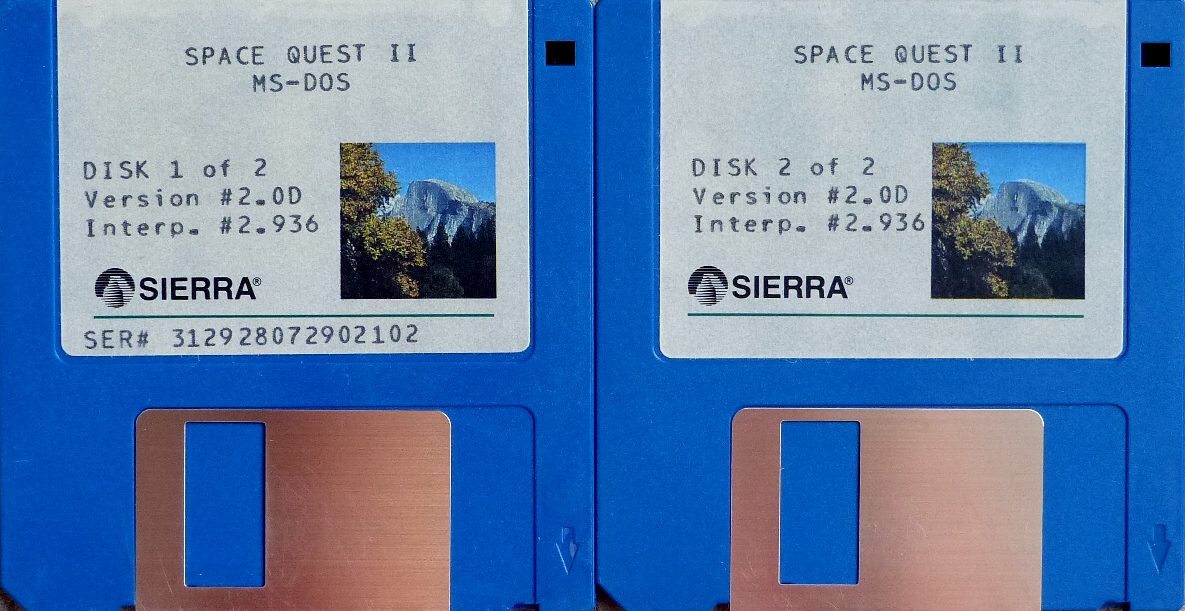 SPACE QUEST II
MS-DOS
DISK 1 of 2
Version #2.0D
Interp. #2.936
SIERRA®
SER# 312928072902102
SPACE QUEST II
MS-DOS
DISK 2 of 2
Version #2.0D
Interp. #2.936
SIERRA®